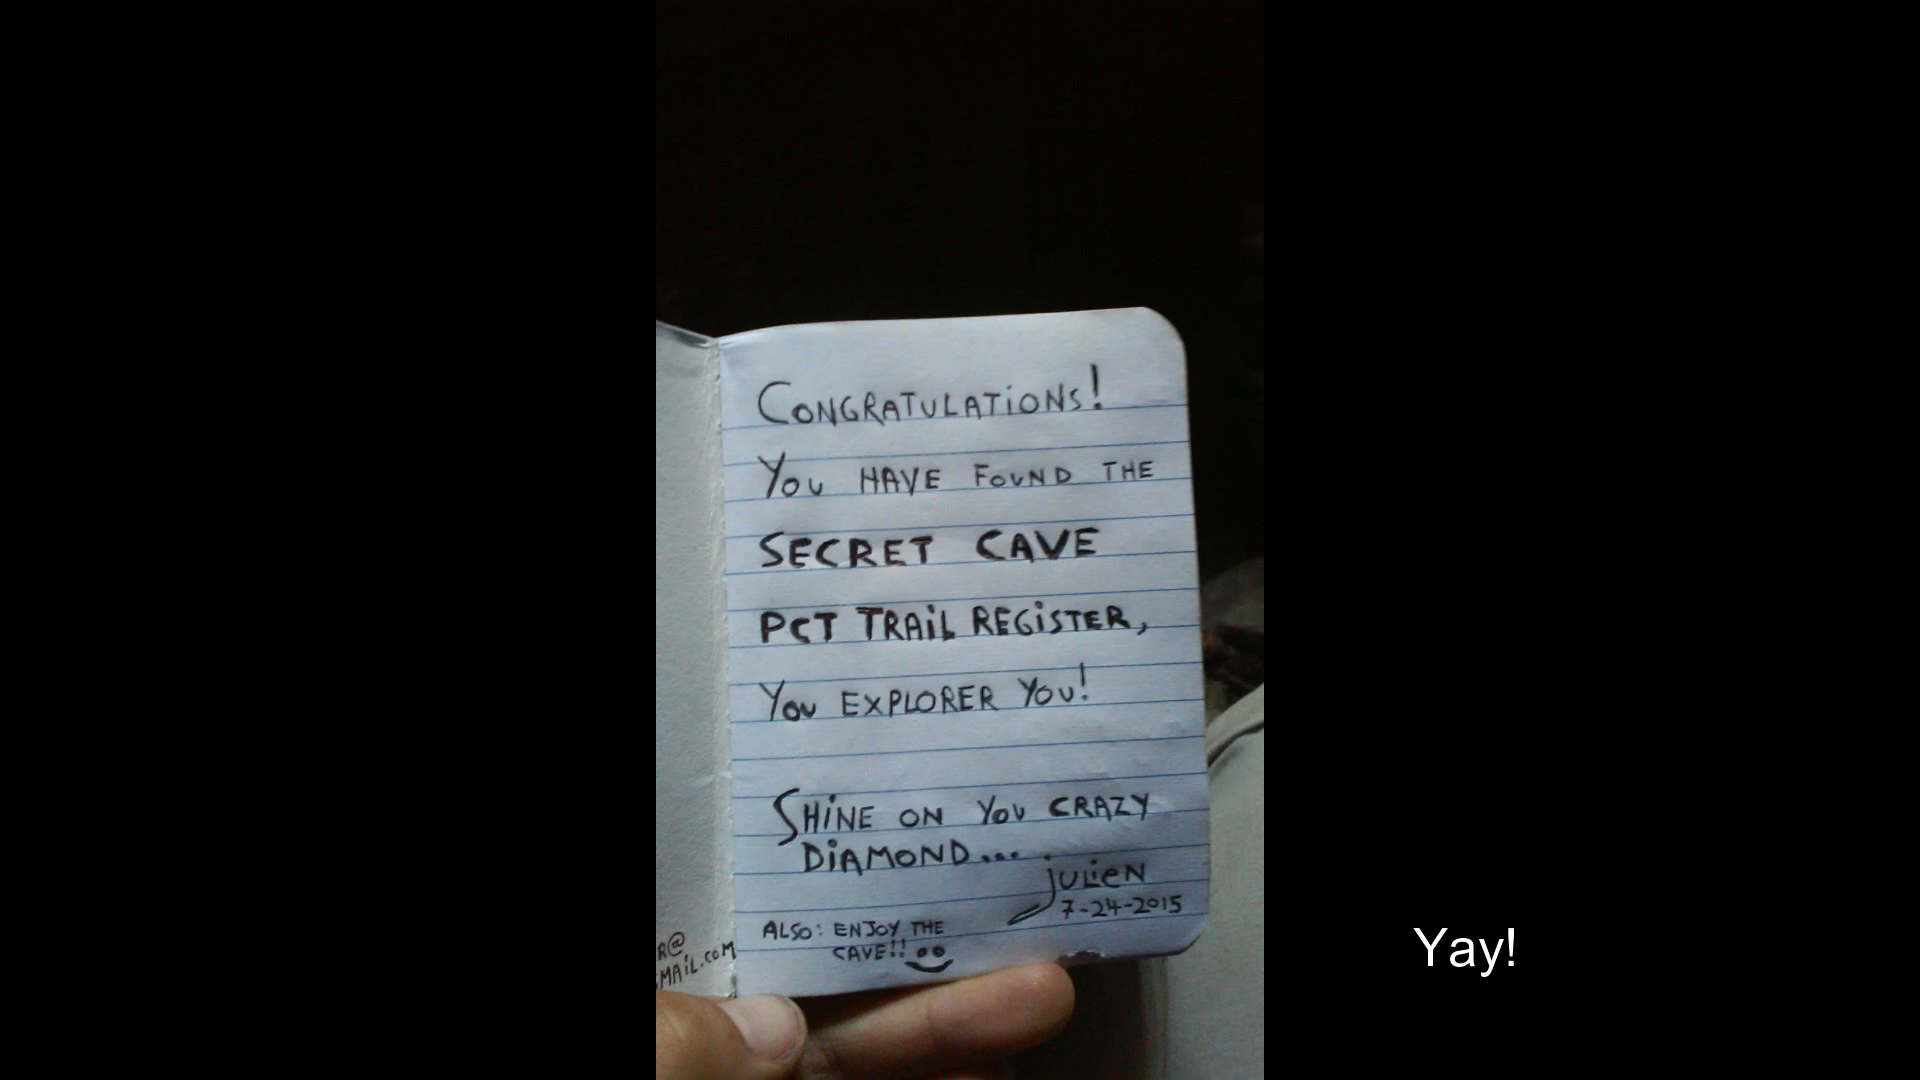 CONGRATULATiONS!
YOU HAVE FOUND THE
SECRET CAVE
PCT TRAiL REGiSTER,
YOU EXPLORER YOU!
SHiNE ON YOU CRAZY
DiAMOND...
juLieN
7-24-2015
ALSO: ENJOY THE
CAVE!!
R@
MAiL.COM
Yay!